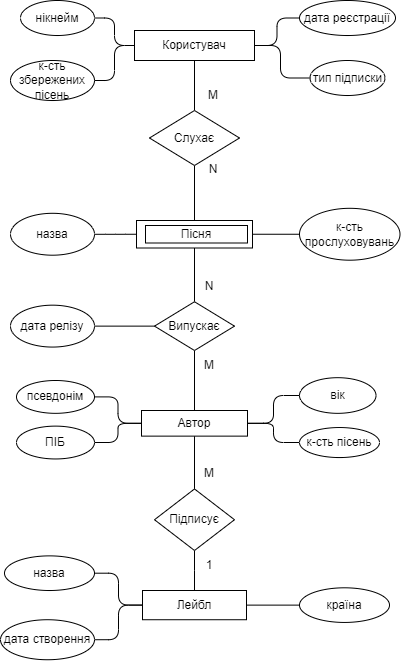 нікнейм
дата реєстрації
Користувач
к-сть
збережених
пісень
тип підписки
M
Слухає
N
назва
Пісня
к-сть
прослуховувань
N
дата релізу
Випускає
M
псевдонім
вік
Автор
ПІБ
к-сть пісень
M
Підписує
1
назва
Лейбл
країна
дата створення